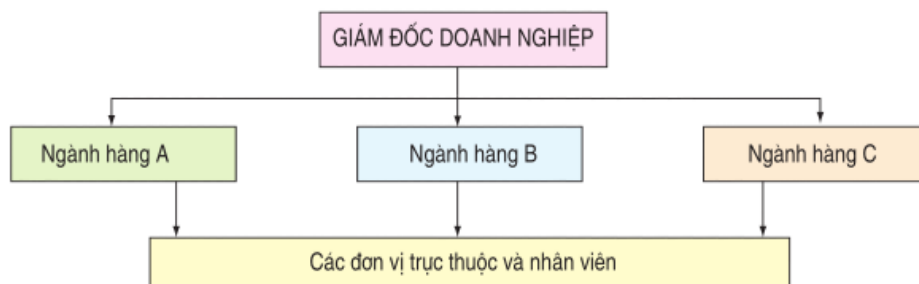 GIÁM ĐỐC DOANH NGHIỆP
Ngành hàng A
Ngành hàng B
Ngành hàng C
Các đơn vị trực thuộc và nhân viên